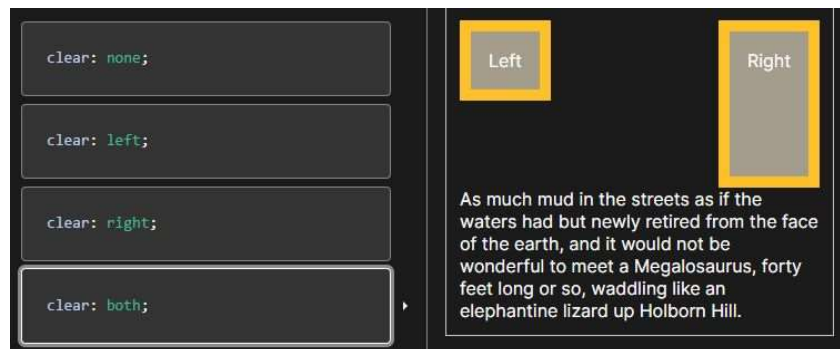 clear: none;
clear: left;
clear: right;
clear: both;
Left
Right
As much mud in the streets as if the
waters had but newly retired from the face
of the earth, and it would not be
wonderful to meet a Megalosaurus, forty
feet long or so, waddling like an
elephantine lizard up Holborn Hill.